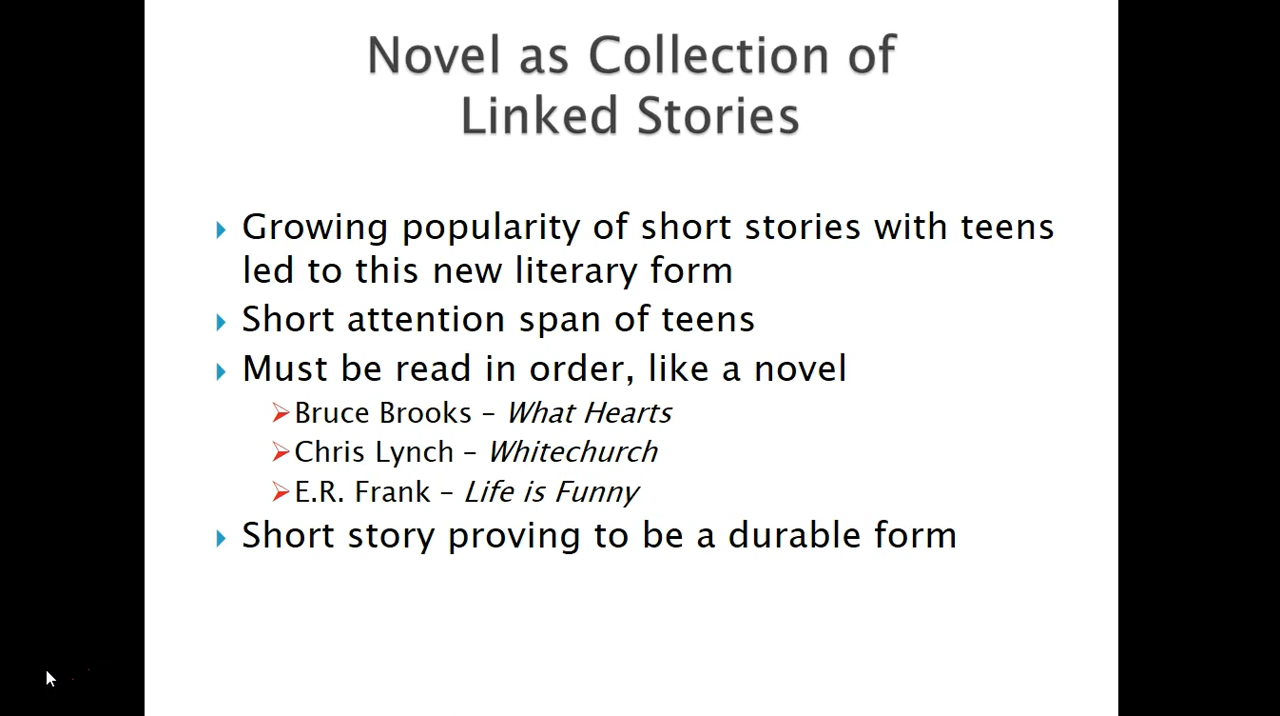 Novel as Collection of
Linked Stories
Growing popularity of short stories with teens
led to this new literary form
Short attention span of teens
Must be read in order, like a novel
Bruce Brooks – What Hearts
Chris Lynch – Whitechurch
E.R. Frank – Life is Funny
Short story proving to be a durable form